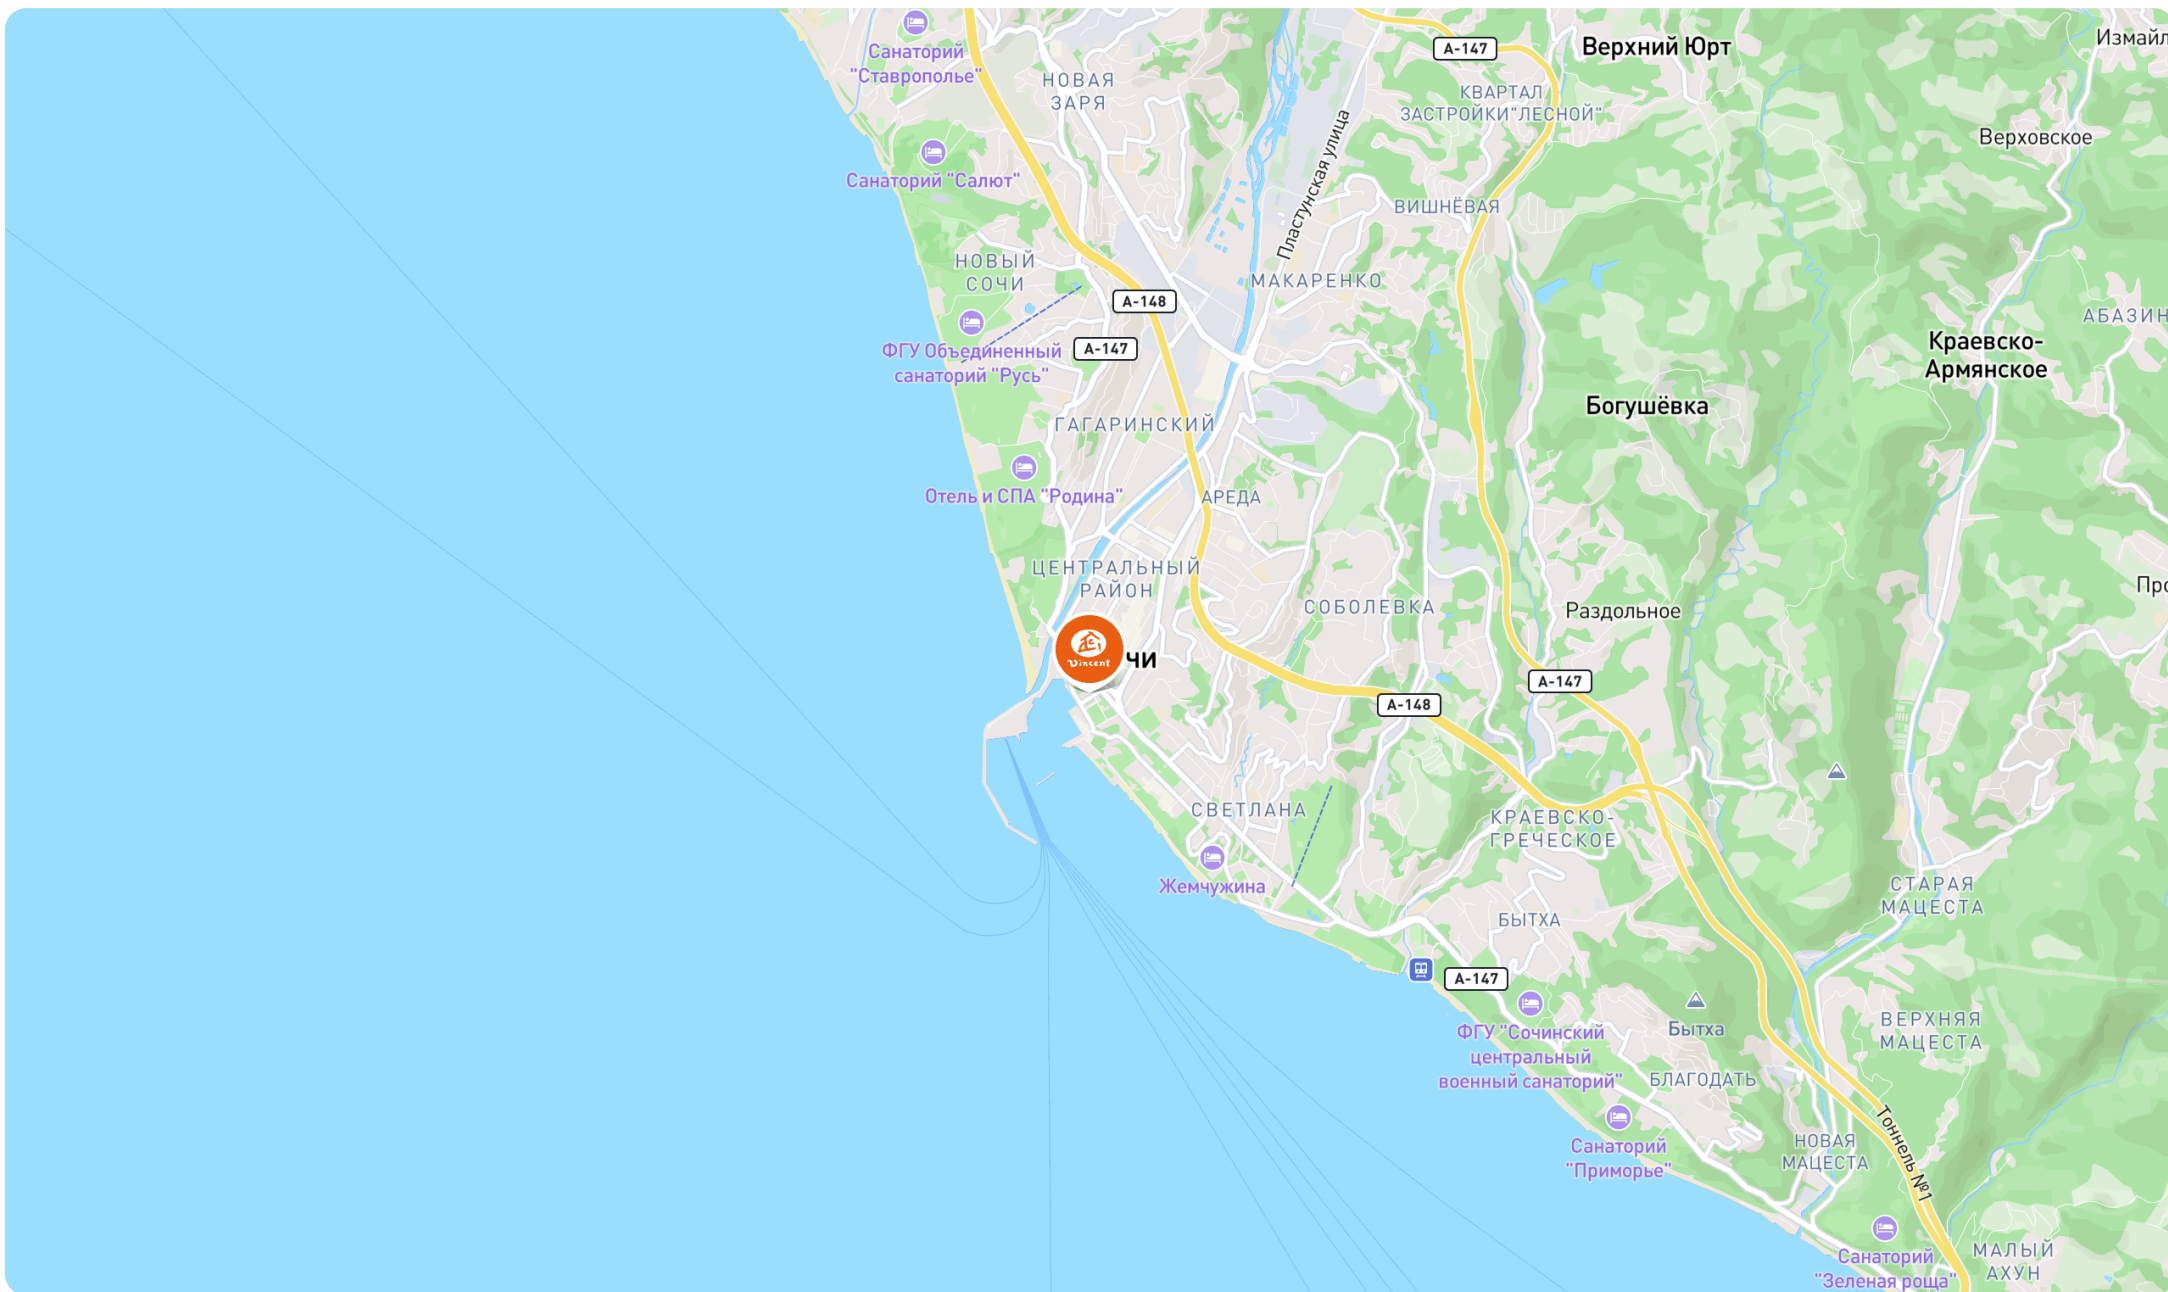 Санаторий
"Ставрополье"
НОВАЯ
ЗАРЯ
А-147
Верхний Юрт
КВАРТАЛ
ЗАСТРОЙКИ"ЛЕСНОЙ"
Верховское
Санаторий "Салют"
Пластунская улица
ВИШНЁВАЯ
НОВЫЙ
СОЧИ
МАКАРЕНКО
А-148
А-147
ФГУ Объединенный
санаторий "Русь"
Краевско-
Армянское
Богушёвка
ГАГАРИНСКИЙ
Отель и СПА "Родина"
АРЕДА
ЦЕНТРАЛЬНЫЙ
РАЙОН
СОБОЛЕВКА
Раздольное
Vincent
чи
А-147
А-148
СВЕТЛАНА
КРАЕВСКО-
ГРЕЧЕСКОЕ
Жемчужина
СТАРАЯ
МАЦЕСТА
БЫТХА
А-147
ФГУ "Сочинский
центральный
военный санаторий"
Бытха
ВЕРХНЯЯ
МАЦЕСТА
БЛАГОДАТЬ
Санаторий
"Приморье"
НОВАЯ
МАЦЕСТА
Тоннель №1
Санаторий
"Зеленая роща"
МАЛЫЙ
АХУН
Измайл
АБАЗИН
Про